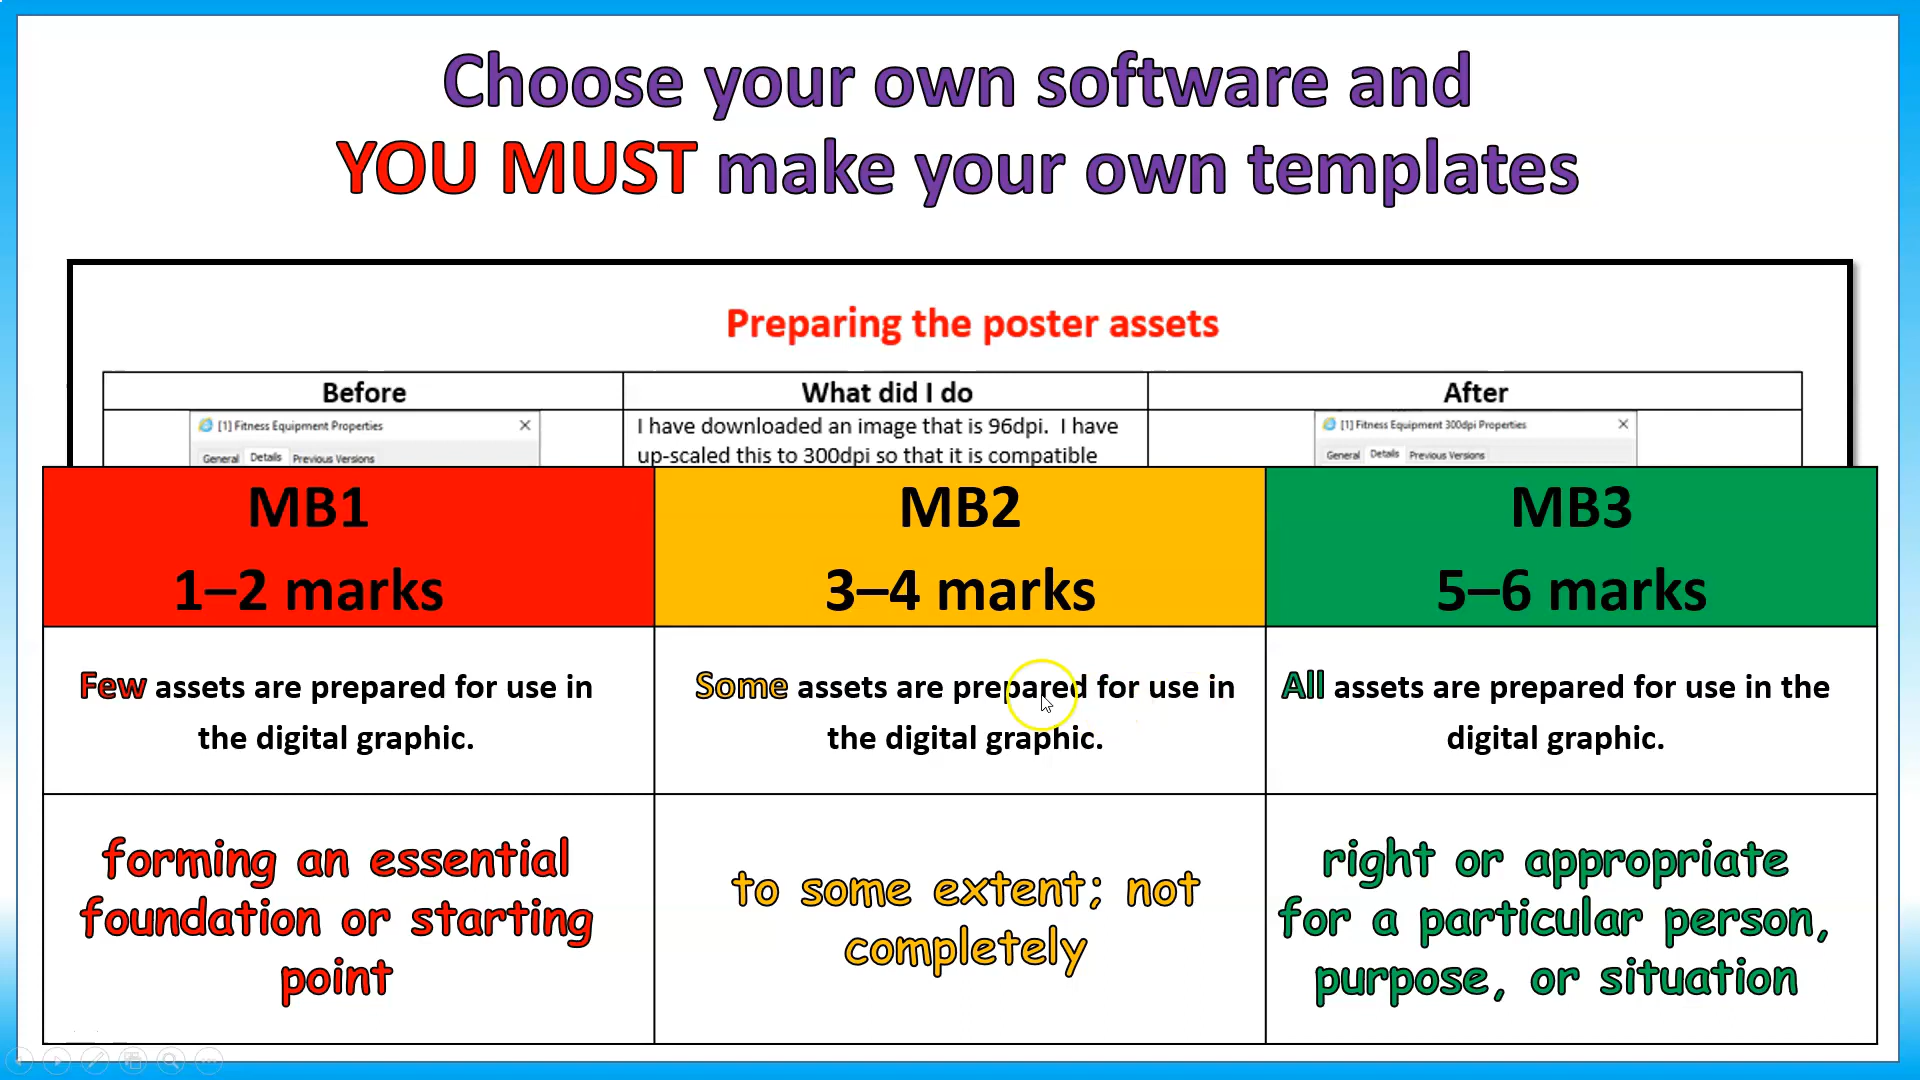 Choose your own software and
YOU MUST make your own templates
Preparing the poster assets
Before
What did I do
After
[1] Fitness Equipment Properties
General Details Previous Versions
I have downloaded an image that is 96dpi. I have
up-scaled this to 300dpi so that it is compatible
[1] Fitness Equipment 300dpi Properties
General Details Previous Versions
MB1
1–2 marks
MB2
3–4 marks
MB3
5–6 marks
Few assets are prepared for use in
the digital graphic.
Some assets are prepared for use in
the digital graphic.
All assets are prepared for use in the
digital graphic.
forming an essential
foundation or starting
point
to some extent; not
completely
right or appropriate
for a particular person,
purpose, or situation